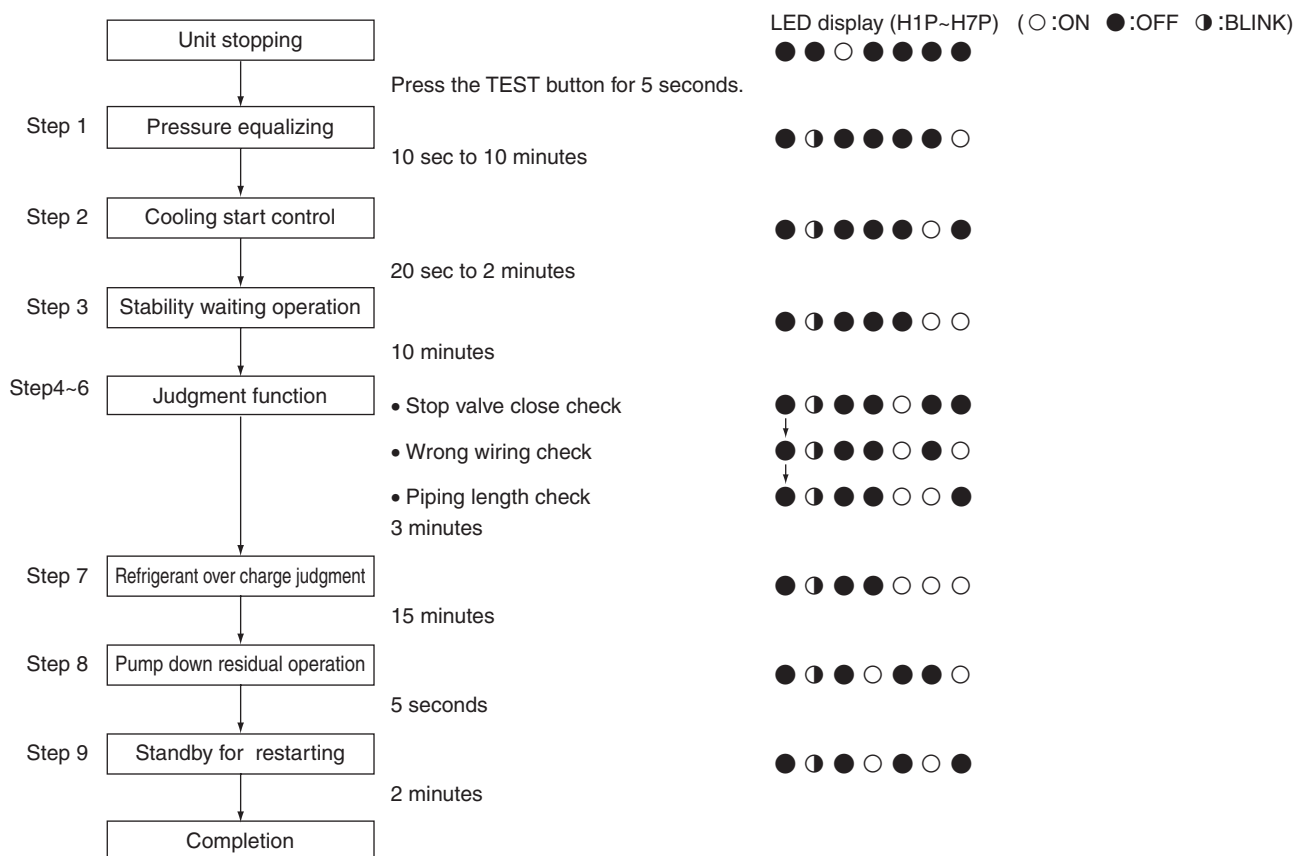 LED display (H1P~H7P) ( ○ :ON ● :OFF ◑ :BLINK)
Unit stopping
● ● ○ ● ● ● ●
Press the TEST button for 5 seconds.
Step 1 Pressure equalizing
● ◑ ● ● ● ● ○
10 sec to 10 minutes
Step 2 Cooling start control
● ◑ ● ● ● ○ ●
20 sec to 2 minutes
Step 3 Stability waiting operation
● ◑ ● ● ● ○ ○
10 minutes
Step4~6 Judgment function
• Stop valve close check ● ◑ ● ● ○ ● ●
• Wrong wiring check ● ◑ ● ● ○ ● ○
• Piping length check ● ◑ ● ● ○ ○ ●
3 minutes
Step 7 Refrigerant over charge judgment
● ◑ ● ● ○ ○ ○
15 minutes
Step 8 Pump down residual operation
● ◑ ● ○ ● ● ○
5 seconds
Step 9 Standby for restarting
● ◑ ● ○ ● ○ ●
2 minutes
Completion